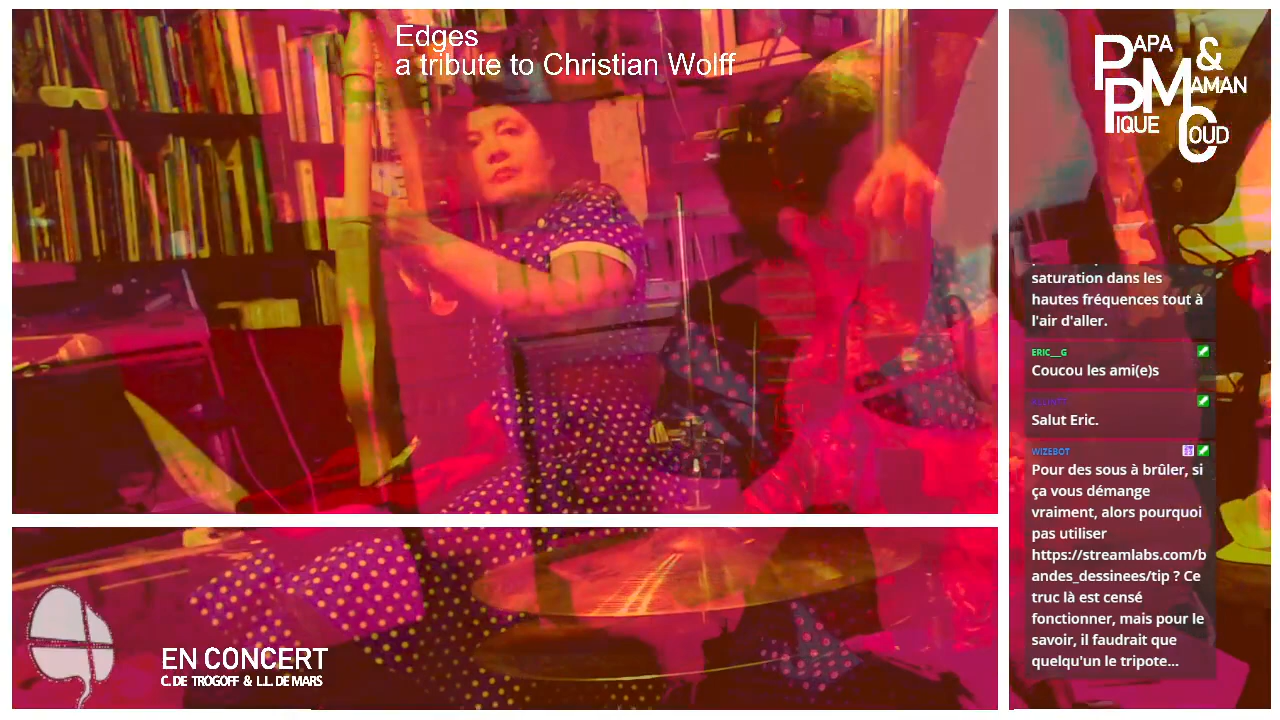 Edges
a tribute to Christian Wolff
PAPA
&
MAMAN
PIQUE
COUD
saturation dans les
hautes fréquences tout à
l'air d'aller.
ERIC__G
Coucou les ami(e)s
Salut Eric.
WIZEBOT
Pour des sous à brûler, si
ça vous démange
vraiment, alors pourquoi
pas utiliser
https://streamlabs.com/b
andes_dessinees/tip ? Ce
truc là est censé
fonctionner, mais pour le
savoir, il faudrait que
quelqu'un le tripote...
EN CONCERT
C. DE TROGOFF & L.L. DE MARS